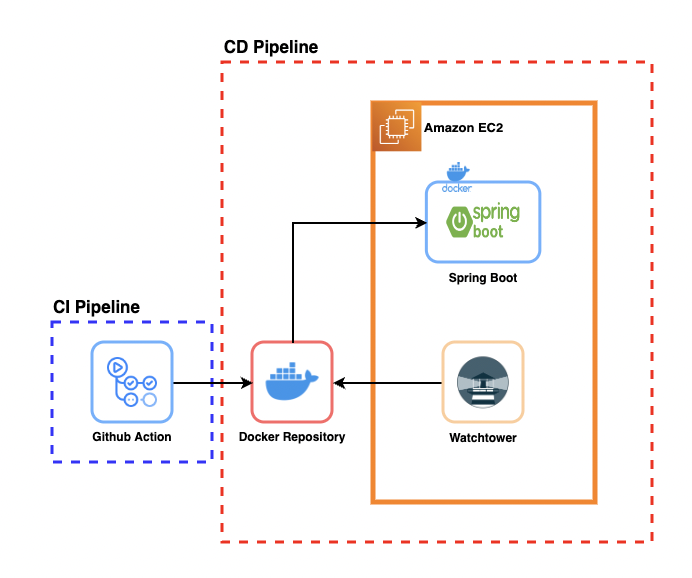 CD Pipeline
Amazon EC2
docker
spring
boot
Spring Boot
CI Pipeline
Github Action
Docker Repository
Watchtower